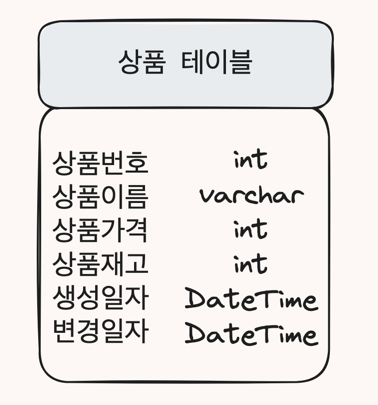 상품 테이블
상품번호 int
상품이름 varchar
상품가격 int
상품재고 int
생성일자 DateTime
변경일자 DateTime